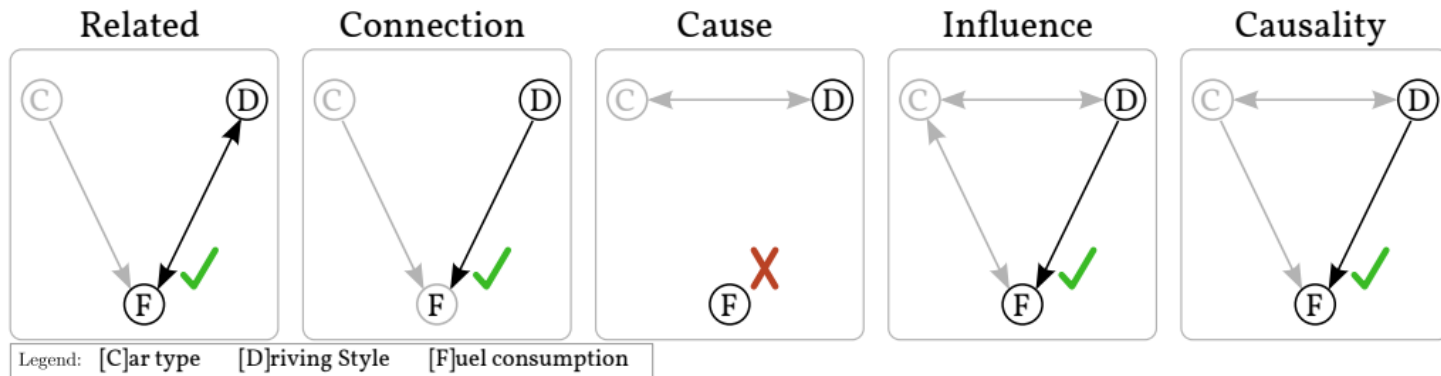 Related Connection Cause Influence Causality
C D C D C D C D C D
F F F F F
Legend: [C]ar type [D]riving Style [F]uel consumption